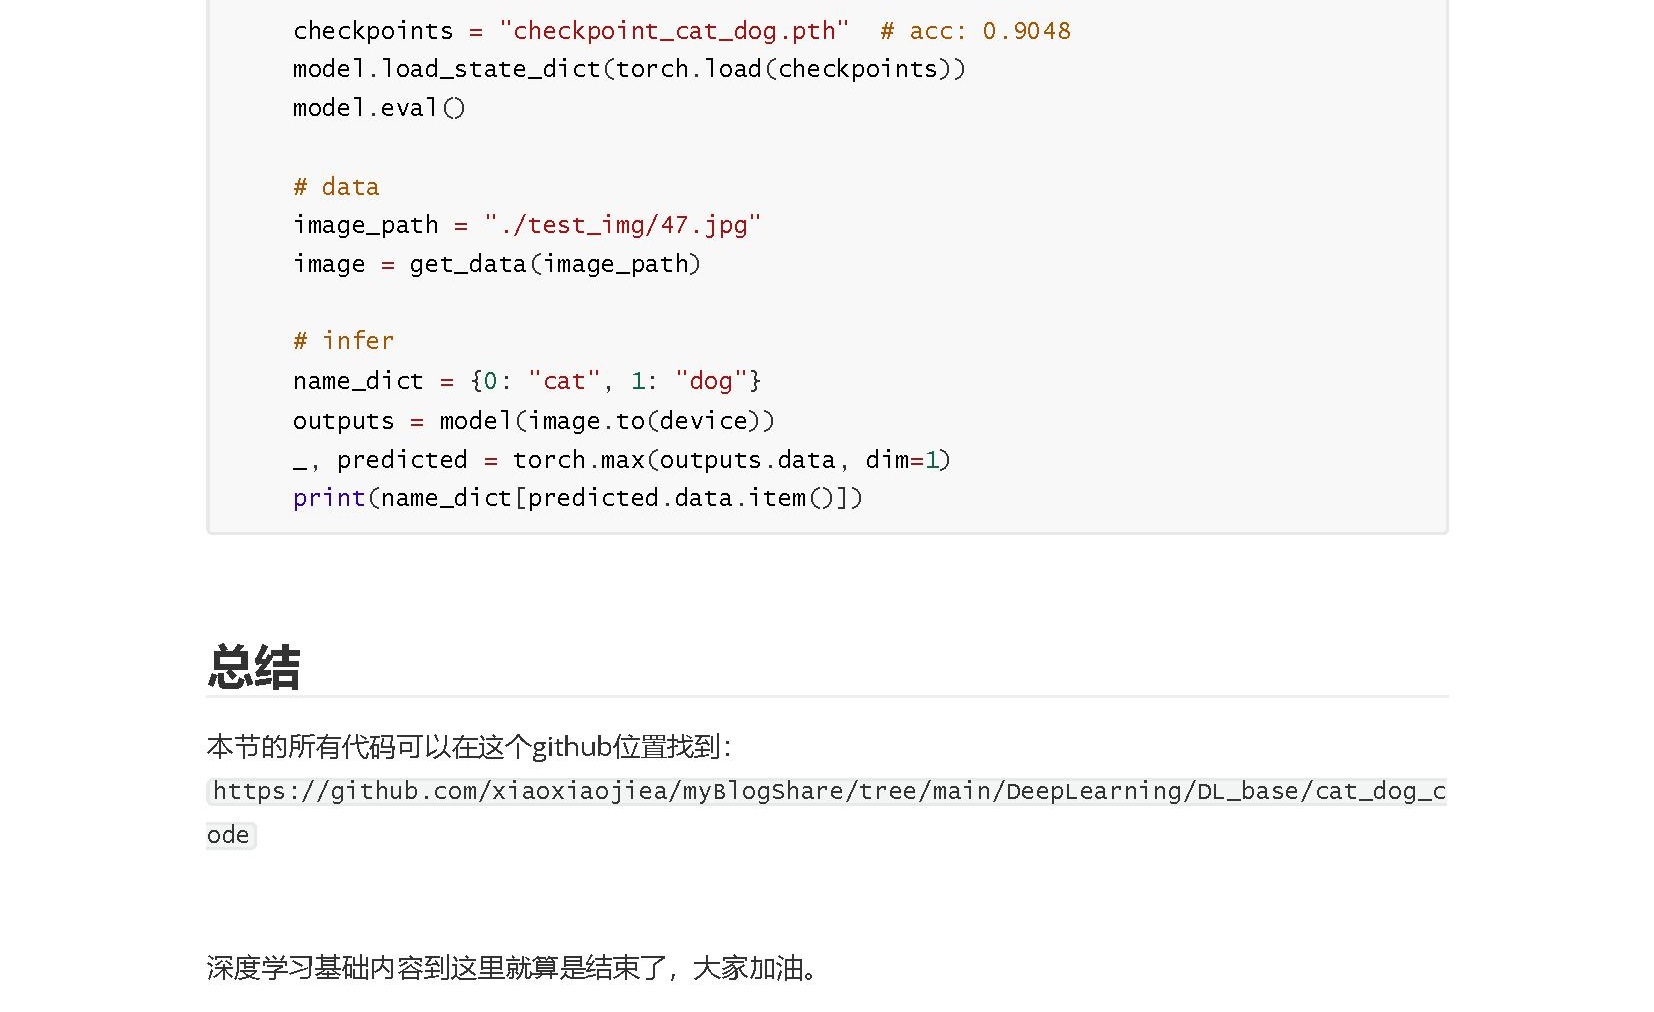 checkpoints = "checkpoint_cat_dog.pth"  # acc: 0.9048
model.load_state_dict(torch.load(checkpoints))
model.eval()
# data
image_path = "./test_img/47.jpg"
image = get_data(image_path)
# infer
name_dict = {0: "cat", 1: "dog"}
outputs = model(image.to(device))
_, predicted = torch.max(outputs.data, dim=1)
print(name_dict[predicted.data.item()])
总结
本节的所有代码可以在这个github位置找到：
https://github.com/xiaoxiaojiea/myBlogShare/tree/main/DeepLearning/DL_base/cat_dog_c
ode
深度学习基础内容到这里就算是结束了，大家加油。